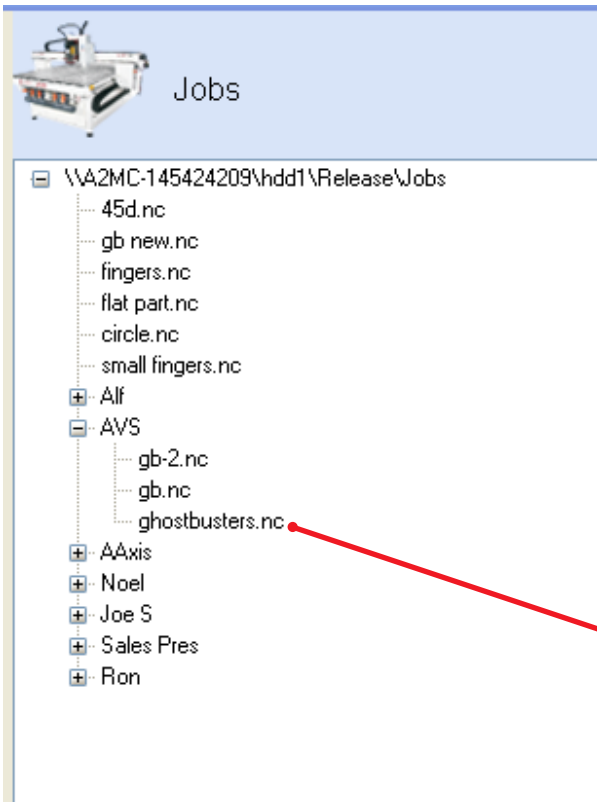 Jobs
\\A2MC-145424209\hdd1\Release\Jobs
45d.nc
gb new.nc
fingers.nc
flat part.nc
circle.nc
small fingers.nc
Alf
AVS
gb-2.nc
gb.nc
ghostbusters.nc
AAxis
Noel
Joe S
Sales Pres
Ron